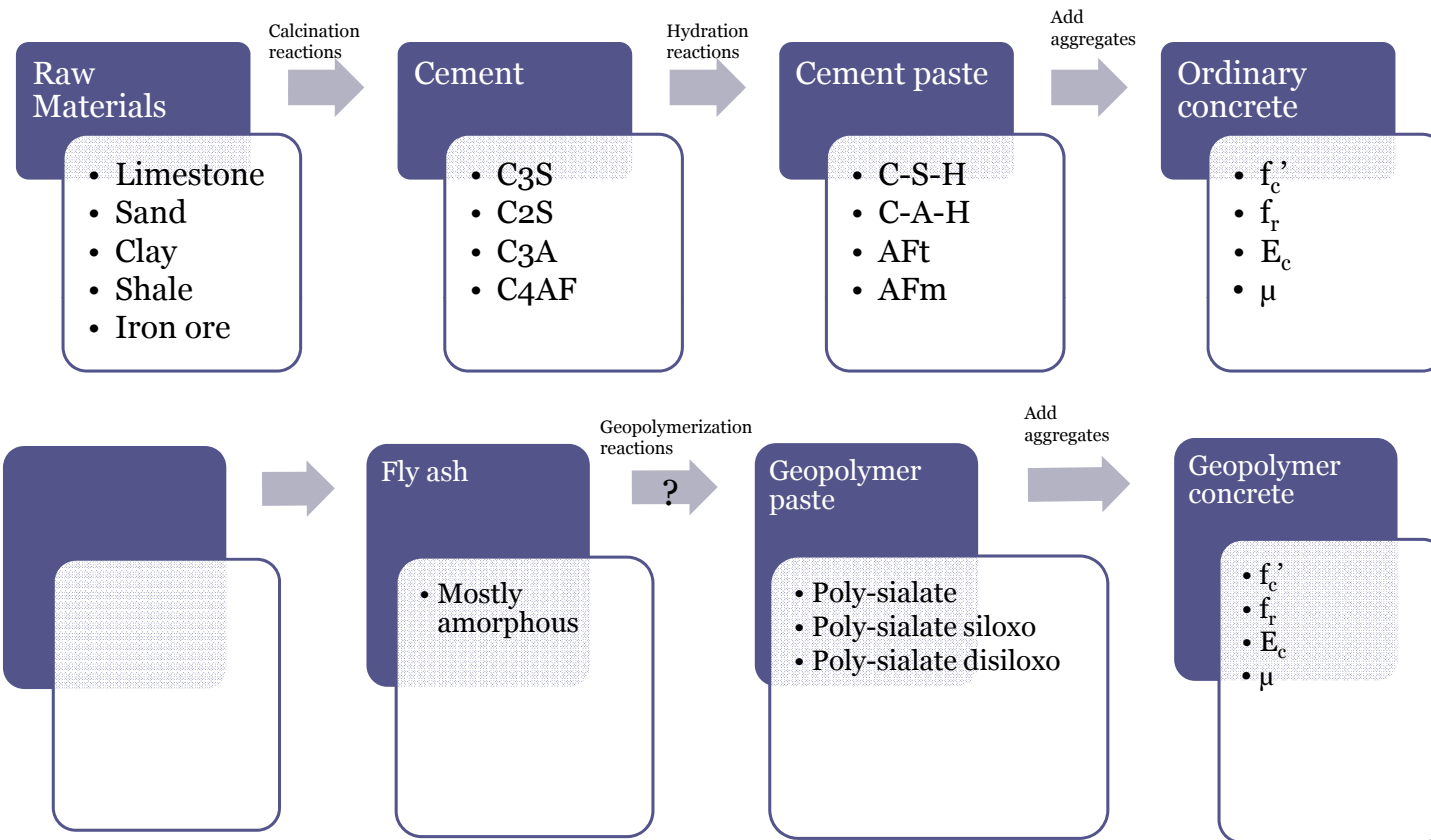 Calcination
reactions
Hydration
reactions
Add
aggregates
Raw
Materials
• Limestone
• Sand
• Clay
• Shale
• Iron ore
Cement
• C3S
• C2S
• C3A
• C4AF
Cement paste
• C-S-H
• C-A-H
• AFt
• AFm
Ordinary
concrete
• fc’
• fr
• Ec
• μ
Geopolymerization
reactions
?
Add
aggregates
Fly ash
• Mostly
amorphous
Geopolymer
paste
• Poly-sialate
• Poly-sialate siloxo
• Poly-sialate disiloxo
Geopolymer
concrete
• fc’
• fr
• Ec
• μ